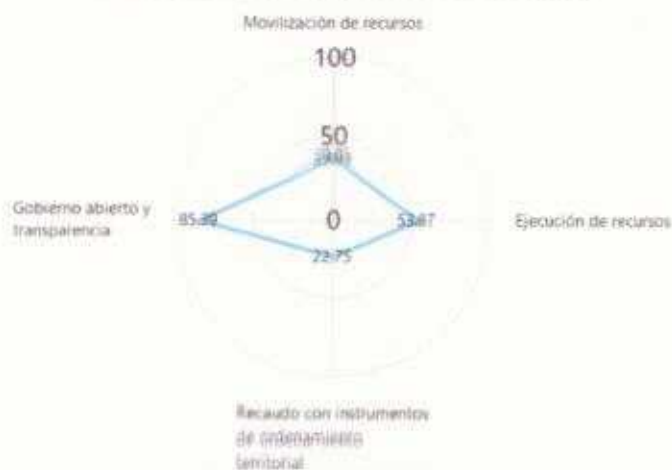 Movilización de recursos
100
50
Gobierno abierto y
transparencia
85.39
0
53.87
Ejecución de recursos
22.75
Recaudo con instrumentos
de ordenamiento
territorial